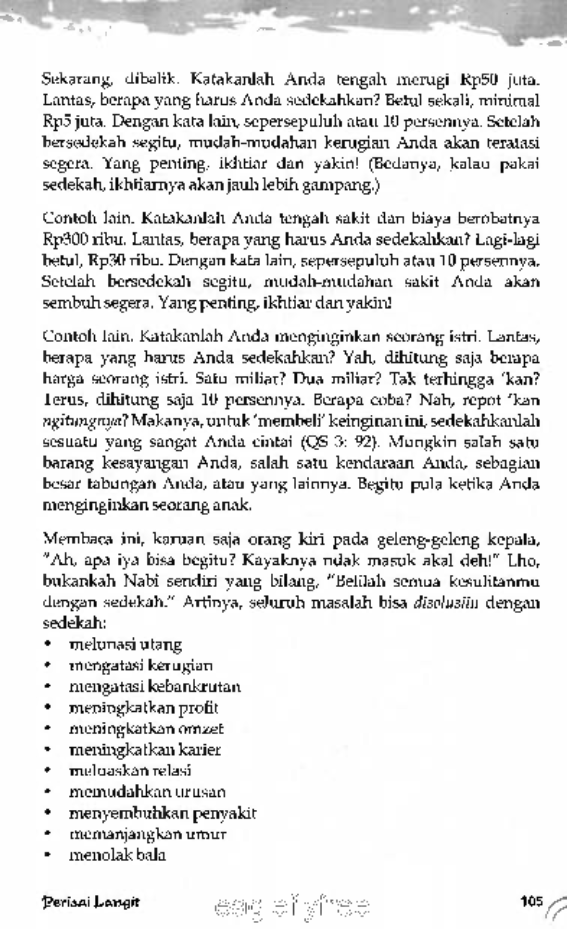 Sekarang, dibalik. Katakanlah Anda tengah merugi Rp50 juta.
Lantas, berapa yang harus Anda sedekahkan? Betul sekali, minimal
Rp5 juta. Dengan kata lain, sepersepuluh atau 10 persennya. Setelah
bersedekah segitu, mudah-mudahan kerugian Anda akan teratasi
segera. Yang penting, ikhtiar dan yakin! (Bedanya, kalau pakai
sedekah, ikhtiarnya akan jauh lebih gampang.)
Contoh lain. Katakanlah Anda tengah sakit dan biaya berobatnya
Rp300 ribu. Lantas, berapa yang harus Anda sedekahkan? Lagi-lagi
betul, Rp30 ribu. Dengan kata lain, sepersepuluh atau 10 persennya.
Setelah bersedekah segitu, mudah-mudahan sakit Anda akan
sembuh segera. Yang penting, ikhtiar dan yakin!
Contoh lain. Katakanlah Anda menginginkan seorang istri. Lantas,
berapa yang harus Anda sedekahkan? Yah, dihitung saja berapa
harga seorang istri. Satu miliar? Dua miliar? Tak terhingga 'kan?
Terus, dihitung saja 10 persennya. Berapa coba? Nah, repot 'kan
ngitungnya? Makanya, untuk 'membeli' keinginan ini, sedekahkanlah
sesuatu yang sangat Anda cintai (QS 3: 92). Mungkin salah satu
barang kesayangan Anda, salah satu kendaraan Anda, sebagian
besar tabungan Anda, atau yang lainnya. Begitu pula ketika Anda
menginginkan seorang anak.
Membaca ini, karuan saja orang kiri pada geleng-geleng kepala,
"Ah, apa iya bisa begitu? Kayaknya ndak masuk akal deh!" Lho,
bukankah Nabi sendiri yang bilang, "Belilah semua kesulitanmu
dengan sedekah." Artinya, seluruh masalah bisa disolusiin dengan
sedekah:
• melunasi utang
• mengatasi kerugian
• mengatasi kebankrutan
• meningkatkan profit
• meningkatkan omzet
• meningkatkan karier
• meluaskan relasi
• memudahkan urusan
• menyembuhkan penyakit
• memanjangkan umur
• menolak bala
Perisai Langit
105